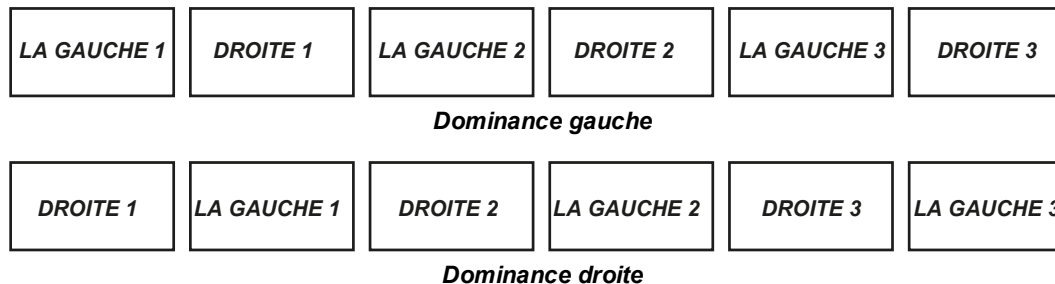 LA GAUCHE 1 DROITE 1 LA GAUCHE 2 DROITE 2 LA GAUCHE 3 DROITE 3
Dominance gauche
DROITE 1 LA GAUCHE 1 DROITE 2 LA GAUCHE 2 DROITE 3 LA GAUCHE 3
Dominance droite